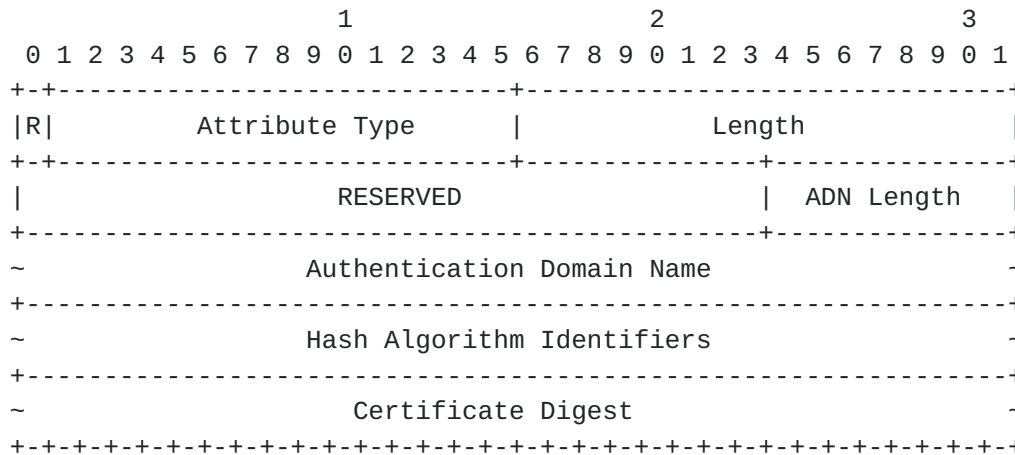 1                   2                   3
 0 1 2 3 4 5 6 7 8 9 0 1 2 3 4 5 6 7 8 9 0 1 2 3 4 5 6 7 8 9 0 1
+-+-----------------------------+-------------------------------+
|R|         Attribute Type      |            Length             |
+-+-----------------------------+---------------+---------------+
|                    RESERVED                   |  ADN Length   |
+-----------------------------------------------+---------------+
~                  Authentication Domain Name                   ~
+---------------------------------------------------------------+
~                  Hash Algorithm Identifiers                   ~
+---------------------------------------------------------------+
~                     Certificate Digest                        ~
+-+-+-+-+-+-+-+-+-+-+-+-+-+-+-+-+-+-+-+-+-+-+-+-+-+-+-+-+-+-+-+-+